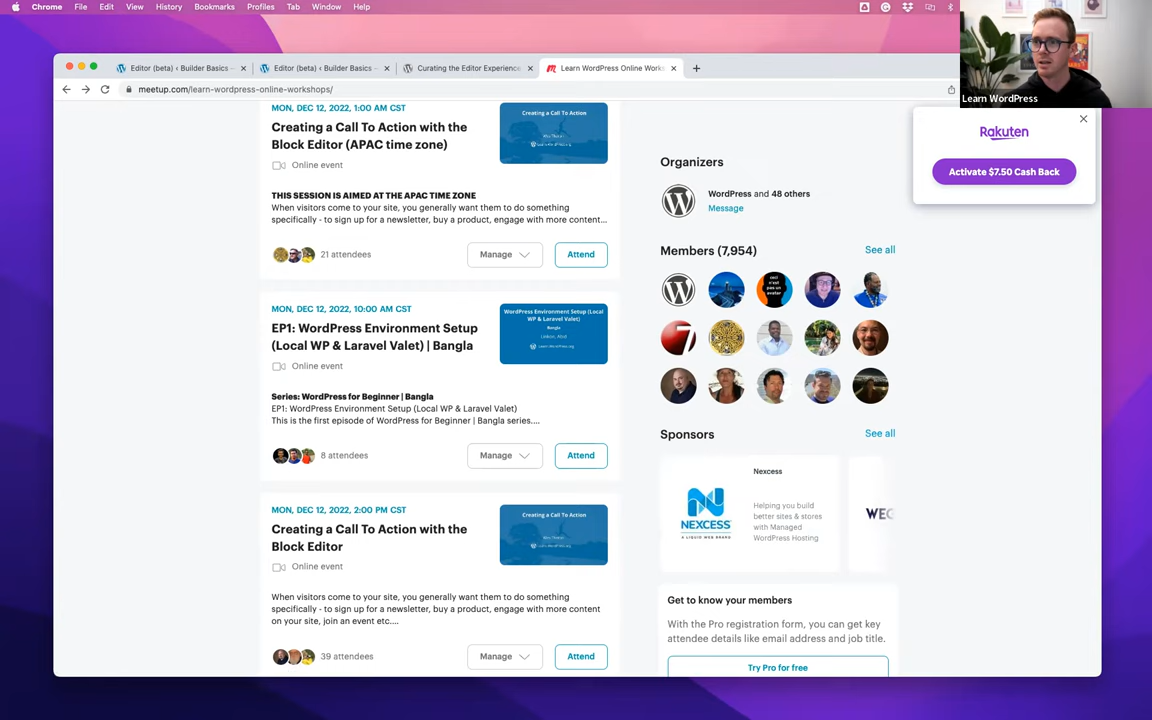 Chrome File Edit View History Bookmarks Profiles Tab Window Help
Editor (beta) ‹ Builder Basics –
Editor (beta) ‹ Builder Basics –
Curating the Editor Experience
Learn WordPress Online Works
meetup.com/learn-wordpress-online-workshops/
Learn WordPress
Rakuten
Activate $7.50 Cash Back
MON, DEC 12, 2022, 1:00 AM CST
Creating a Call To Action with the
Block Editor (APAC time zone)
Online event
Creating a Call To Action
THIS SESSION IS AIMED AT THE APAC TIME ZONE
When visitors come to your site, you generally want them to do something
specifically - to sign up for a newsletter, buy a product, engage with more content...
21 attendees
Manage
Attend
MON, DEC 12, 2022, 10:00 AM CST
EP1: WordPress Environment Setup
(Local WP & Laravel Valet) | Bangla
Online event
WordPress Environment Setup (Local
WP & Laravel Valet)
Bangla
Series: WordPress for Beginner | Bangla
EP1: WordPress Environment Setup (Local WP & Laravel Valet)
This is the first episode of WordPress for Beginner | Bangla series....
8 attendees
Manage
Attend
MON, DEC 12, 2022, 2:00 PM CST
Creating a Call To Action with the
Block Editor
Online event
Creating a Call To Action
When visitors come to your site, you generally want them to do something
specifically - to sign up for a newsletter, buy a product, engage with more content
on your site, join an event etc....
39 attendees
Manage
Attend
Organizers
WordPress and 48 others
Message
Members (7,954)
See all
Sponsors
See all
Nexcess
NEXCESS
A LIQUID WEB BRAND
Helping you build
better sites & stores
with Managed
WordPress Hosting
WEG
Get to know your members
With the Pro registration form, you can get key
attendee details like email address and job title.
Try Pro for free